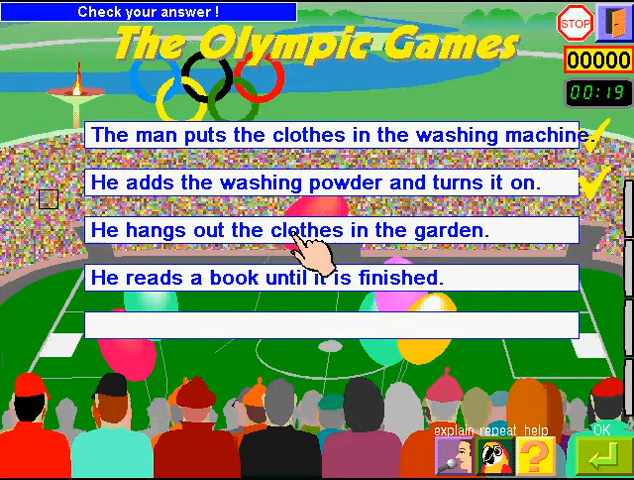 Check your answer !
The Olympic Games
STOP
00000
00:19
The man puts the clothes in the washing machine.
He adds the washing powder and turns it on.
He hangs out the clothes in the garden.
He reads a book until it is finished.
explain repeat help
OK
?